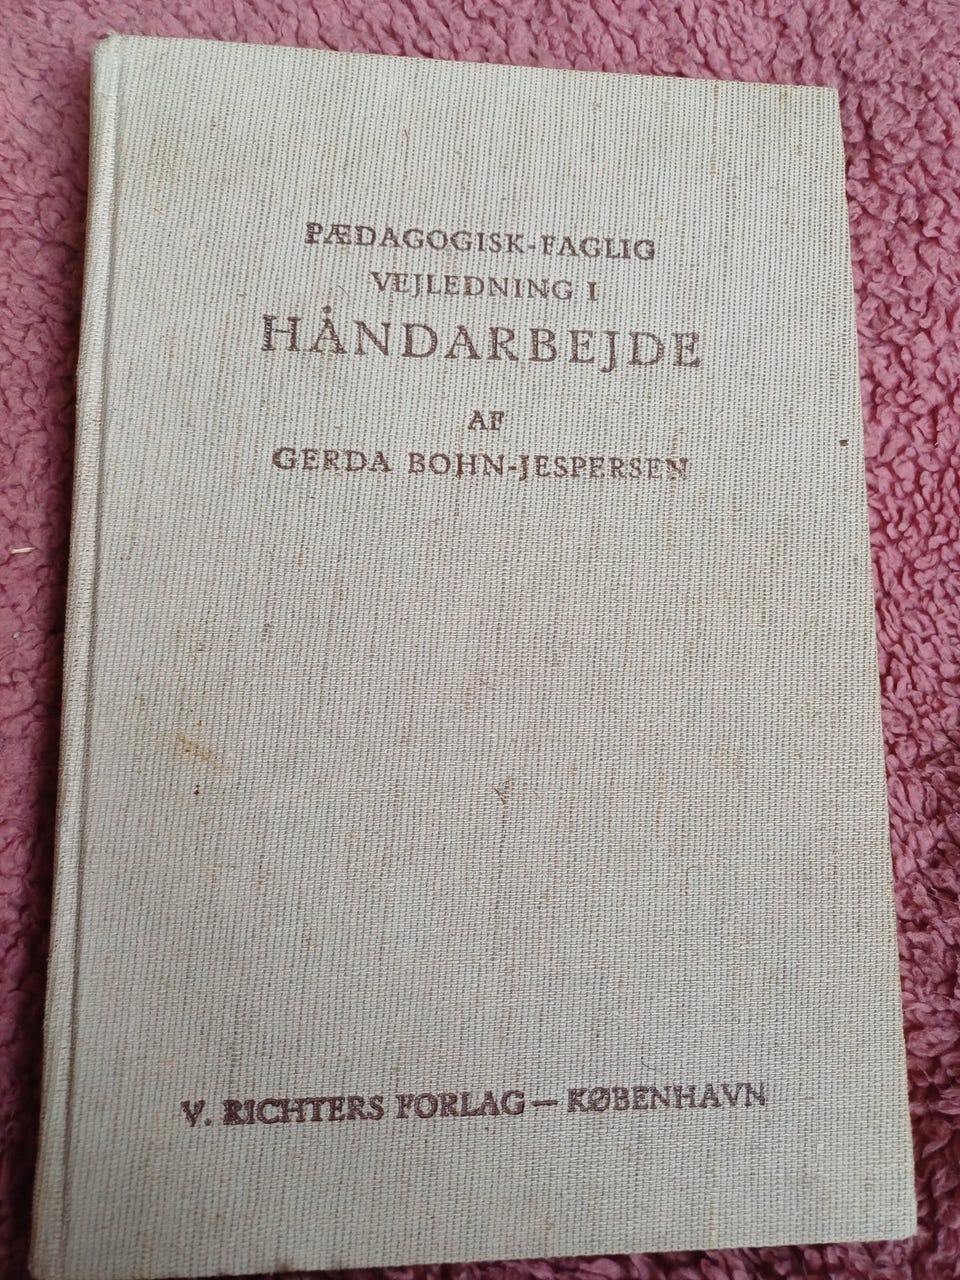 PÆDAGOGISK-FAGLIG
VEJLEDNING I
HÅNDARBEJDE
AF
GERDA BOHN-JESPERSEN
V. RICHTERS FORLAG — KØBENHAVN